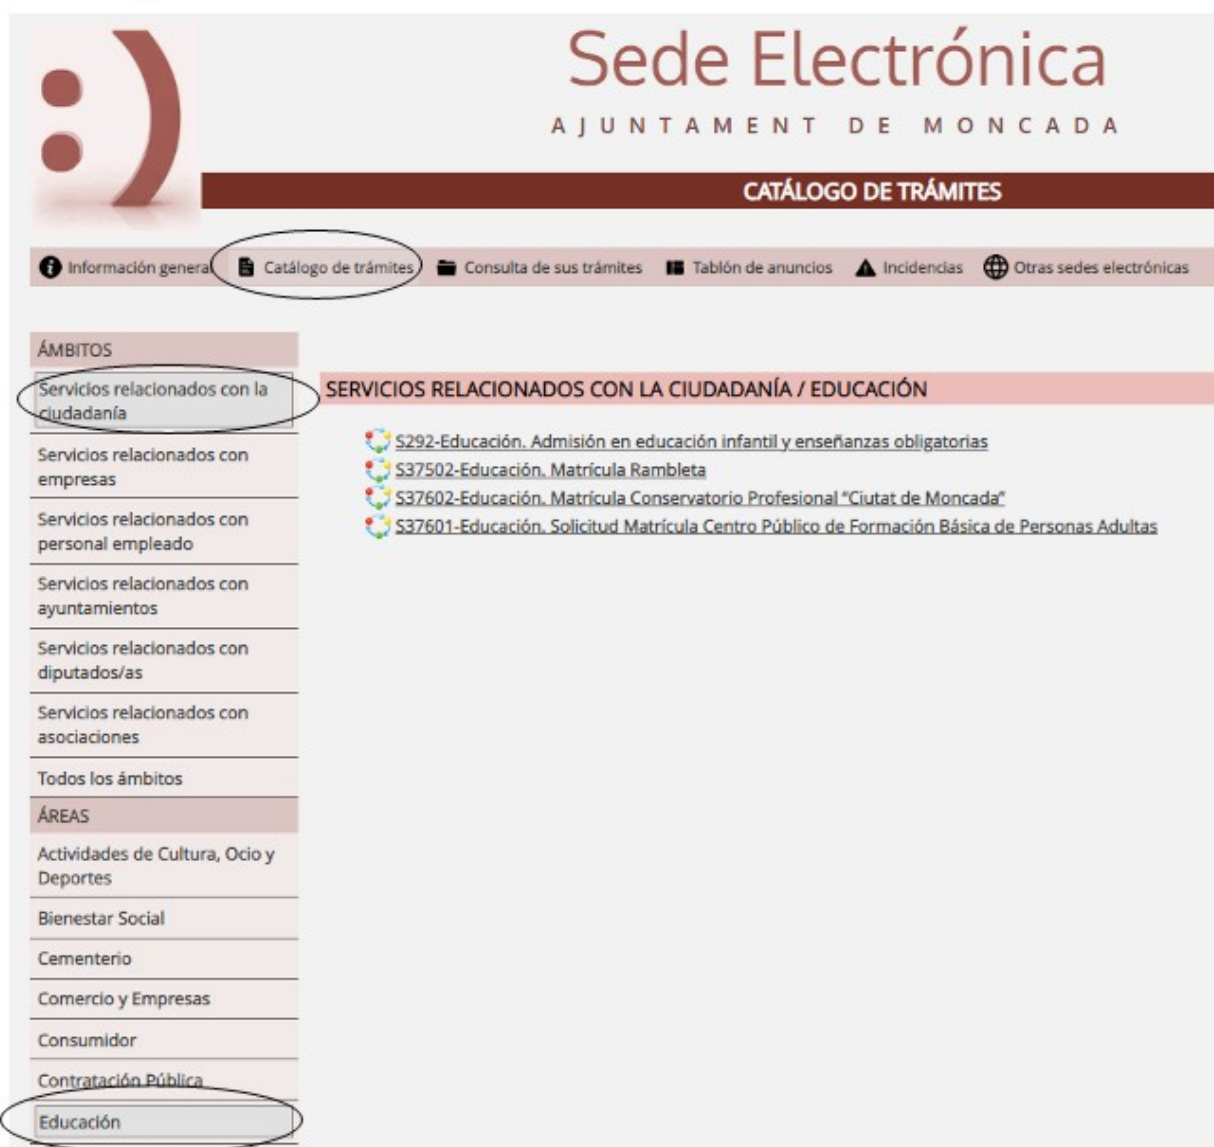 Sede Electrónica
AJUNTAMENT DE MONCADA
CATÁLOGO DE TRÁMITES
Información general Catálogo de trámites Consulta de sus trámites Tablón de anuncios Incidencias Otras sedes electrónicas
ÁMBITOS
Servicios relacionados con la
ciudadanía
Servicios relacionados con
empresas
Servicios relacionados con
personal empleado
Servicios relacionados con
ayuntamientos
Servicios relacionados con
diputados/as
Servicios relacionados con
asociaciones
Todos los ámbitos
ÁREAS
Actividades de Cultura, Ocio y
Deportes
Bienestar Social
Cementerio
Comercio y Empresas
Consumidor
Contratación Pública
Educación
SERVICIOS RELACIONADOS CON LA CIUDADANÍA / EDUCACIÓN
S292-Educación. Admisión en educación infantil y enseñanzas obligatorias
S37502-Educación. Matrícula Rambleta
S37602-Educación. Matrícula Conservatorio Profesional "Ciutat de Moncada"
S37601-Educación. Solicitud Matrícula Centro Público de Formación Básica de Personas Adultas